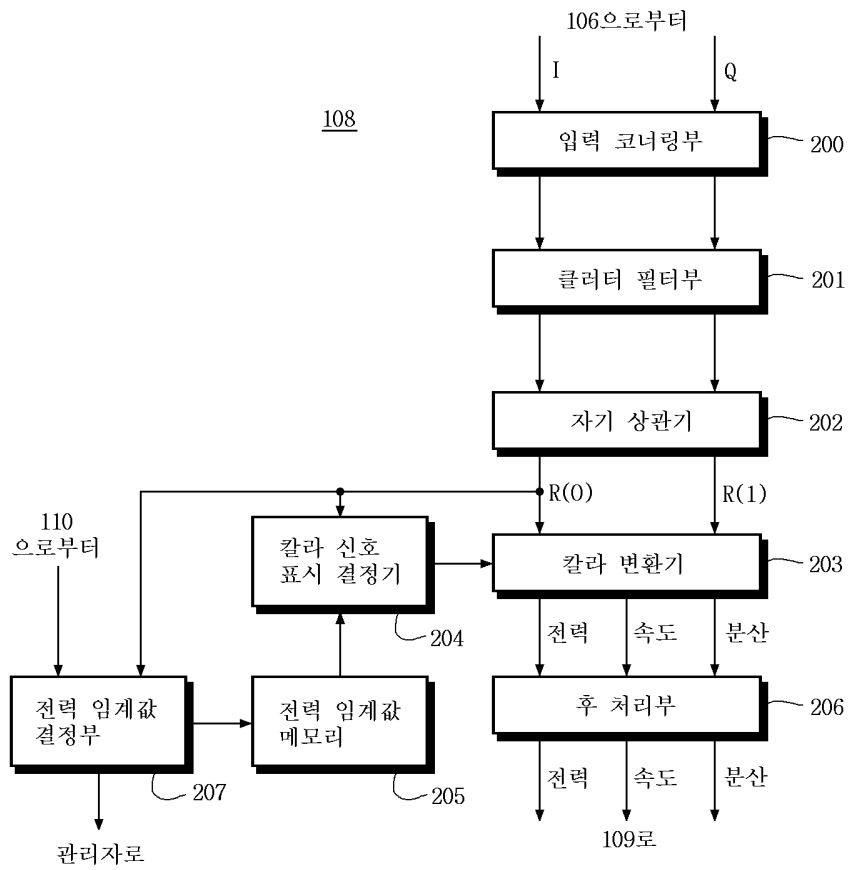 106으로부터
I
Q
108
입력 코너링부
200
클러터 필터부
201
자기 상관기
202
R(0)
R(1)
110
으로부터
칼라 신호
표시 결정기
204
칼라 변환기
203
전력
속도
분산
전력 임계값
결정부
207
전력 임계값
메모리
205
후 처리부
206
전력
속도
분산
관리자로
109로